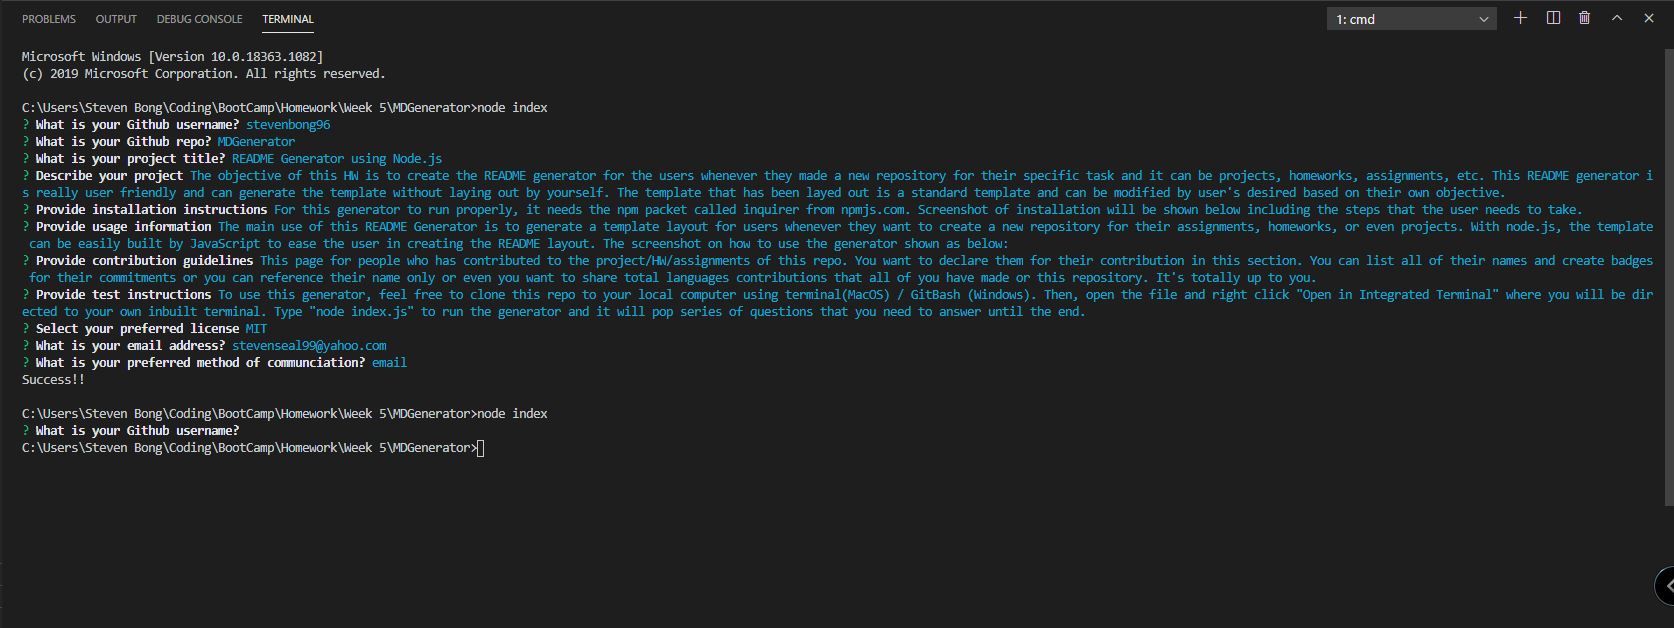 PROBLEMS OUTPUT DEBUG CONSOLE TERMINAL 1: cmd
Microsoft Windows [Version 10.0.18363.1082]
(c) 2019 Microsoft Corporation. All rights reserved.
C:\Users\Steven Bong\Coding\BootCamp\Homework\Week 5\MDGenerator>node index
? What is your Github username? stevenbong96
? What is your Github repo? MDGenerator
? What is your project title? README Generator using Node.js
? Describe your project The objective of this HW is to create the README generator for the users whenever they made a new repository for their specific task and it can be projects, homeworks, assignments, etc. This README generator i
s really user friendly and can generate the template without laying out by yourself. The template that has been layed out is a standard template and can be modified by user's desired based on their own objective.
? Provide installation instructions For this generator to run properly, it needs the npm packet called inquirer from npmjs.com. Screenshot of installation will be shown below including the steps that the user needs to take.
? Provide usage information The main use of this README Generator is to generate a template layout for users whenever they want to create a new repository for their assignments, homeworks, or even projects. With node.js, the template
can be easily built by JavaScript to ease the user in creating the README layout. The screenshot on how to use the generator shown as below:
? Provide contribution guidelines This page for people who has contributed to the project/HW/assignments of this repo. You want to declare them for their contribution in this section. You can list all of their names and create badges
for their commitments or you can reference their name only or even you want to share total languages contributions that all of you have made or this repository. It's totally up to you.
? Provide test instructions To use this generator, feel free to clone this repo to your local computer using terminal(MacOS) / GitBash (Windows). Then, open the file and right click "Open in Integrated Terminal" where you will be dir
ected to your own inbuilt terminal. Type "node index.js" to run the generator and it will pop series of questions that you need to answer until the end.
? Select your preferred license MIT
? What is your email address? stevenseal99@yahoo.com
? What is your preferred method of communciation? email
Success!!
C:\Users\Steven Bong\Coding\BootCamp\Homework\Week 5\MDGenerator>node index
? What is your Github username?
C:\Users\Steven Bong\Coding\BootCamp\Homework\Week 5\MDGenerator>